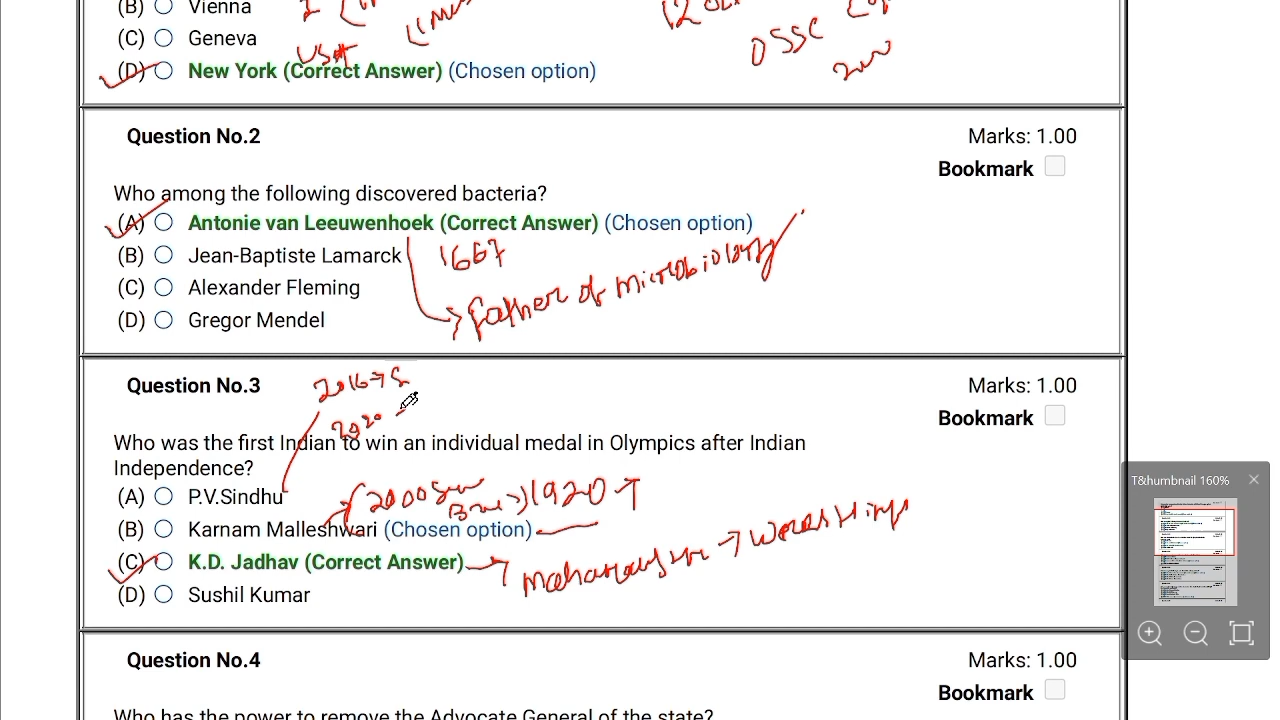 (B) Vienna
(C) Geneva
USA
OSSC
(D) New York (Correct Answer) (Chosen option)
Question No.2
Marks: 1.00
Bookmark
Who among the following discovered bacteria?
(A) Antonie van Leeuwenhoek (Correct Answer) (Chosen option)
(B) Jean-Baptiste Lamarck
1667
(C) Alexander Fleming
Father of microbiology
(D) Gregor Mendel
Question No.3
Marks: 1.00
2016→S
Bookmark
2020
Who was the first Indian to win an individual medal in Olympics after Indian
Independence?
(A) P.V.Sindhu
(B) Karnam Malleshwari (Chosen option)
(C) K.D. Jadhav (Correct Answer)
(D) Sushil Kumar
Question No.4
Marks: 1.00
Bookmark
Who has the power to remove the Advocate General of the state?
T&humbnail 160%